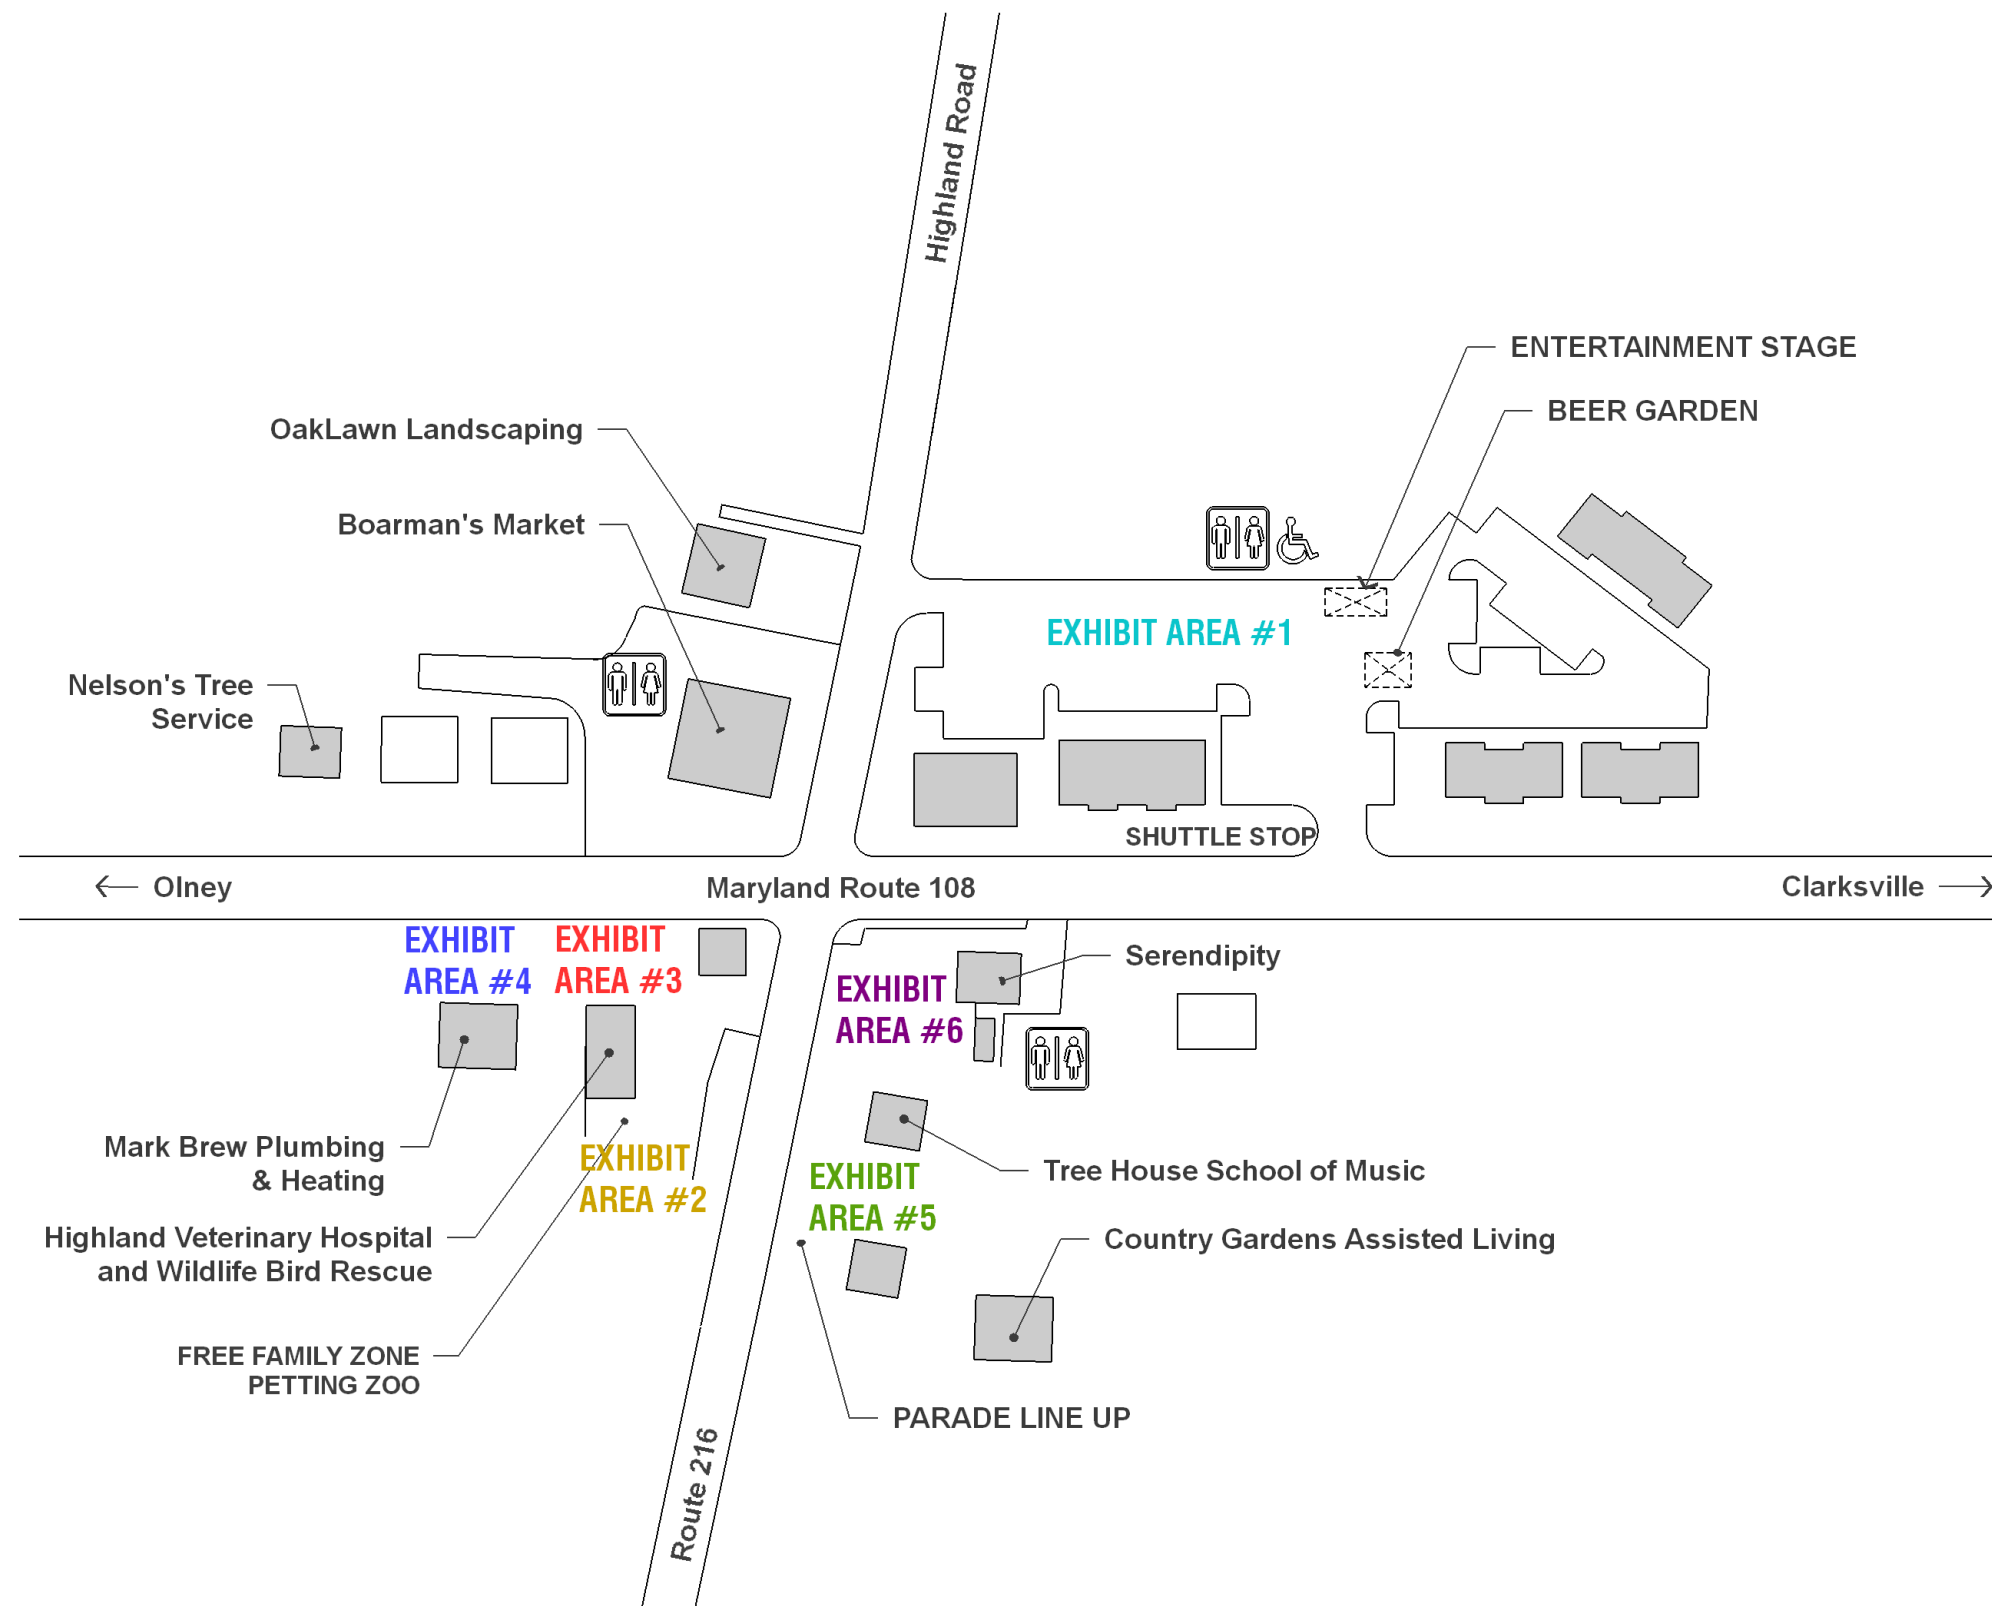 Highland Road
ENTERTAINMENT STAGE
BEER GARDEN
OakLawn Landscaping
Boarman's Market
EXHIBIT AREA #1
Nelson's Tree
Service
SHUTTLE STOP
Olney
Maryland Route 108
Clarksville
EXHIBIT
AREA #4
EXHIBIT
AREA #3
Serendipity
EXHIBIT
AREA #6
Mark Brew Plumbing
& Heating
EXHIBIT
AREA #2
EXHIBIT
AREA #5
Tree House School of Music
Highland Veterinary Hospital
and Wildlife Bird Rescue
Country Gardens Assisted Living
FREE FAMILY ZONE
PETTING ZOO
PARADE LINE UP
Route 216